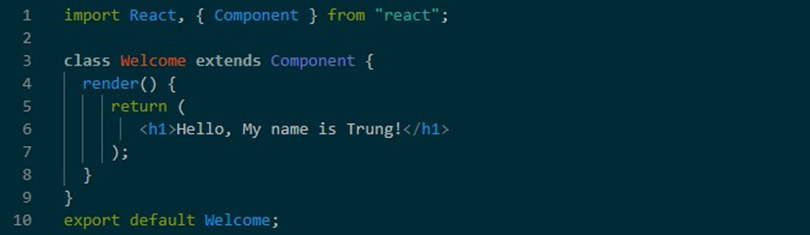 1 import React, { Component } from "react";
2
3 class Welcome extends Component {
4 render() {
5 return (
6 <h1>Hello, My name is Trung!</h1>
7 );
8 }
9 }
10 export default Welcome;